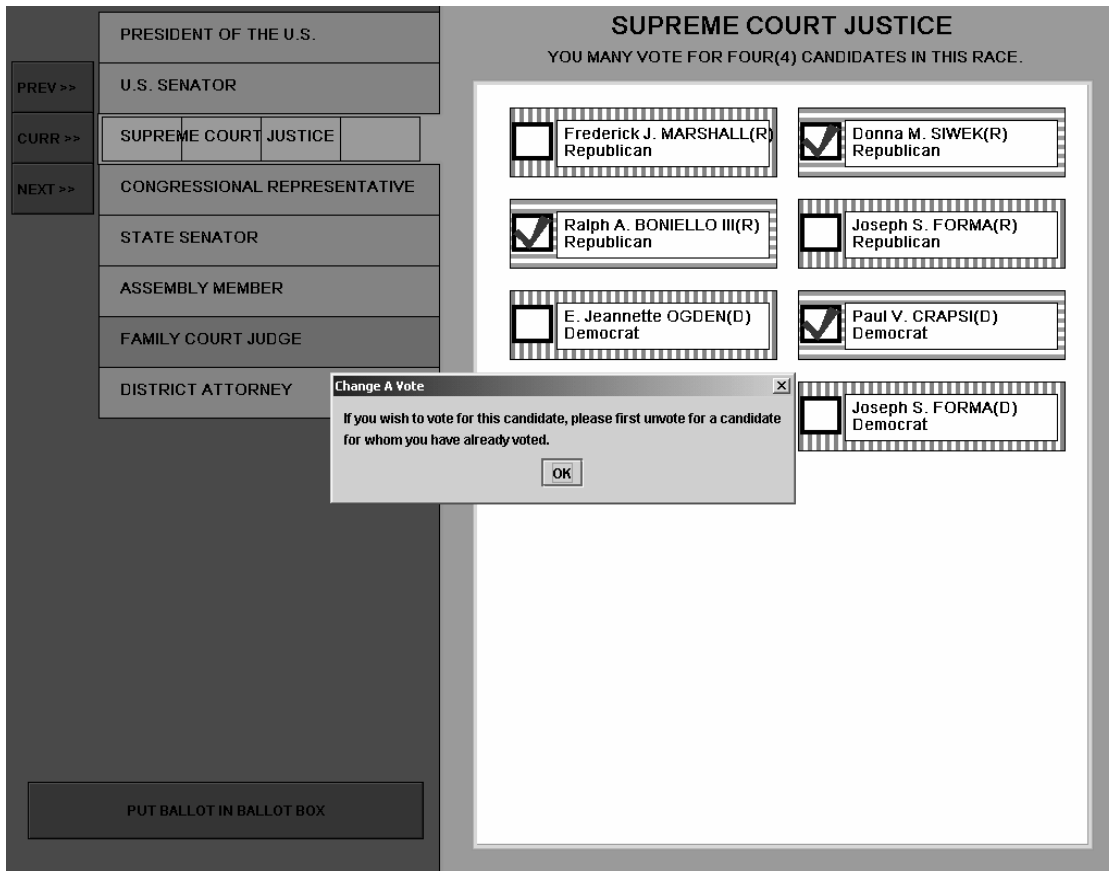 PRESIDENT OF THE U.S.
PREV >>
U.S. SENATOR
CURR >>
SUPREME COURT JUSTICE
NEXT >>
CONGRESSIONAL REPRESENTATIVE
STATE SENATOR
ASSEMBLY MEMBER
FAMILY COURT JUDGE
DISTRICT ATTORNEY
PUT BALLOT IN BALLOT BOX
SUPREME COURT JUSTICE
YOU MANY VOTE FOR FOUR(4) CANDIDATES IN THIS RACE.
Frederick J. MARSHALL(R)
Republican
Donna M. SIWEK(R)
Republican
Ralph A. BONIELLO III(R)
Republican
Joseph S. FORMA(R)
Republican
E. Jeannette OGDEN(D)
Democrat
Paul V. CRAPSI(D)
Democrat
Joseph S. FORMA(D)
Democrat
Change A Vote
If you wish to vote for this candidate, please first unvote for a candidate
for whom you have already voted.
OK